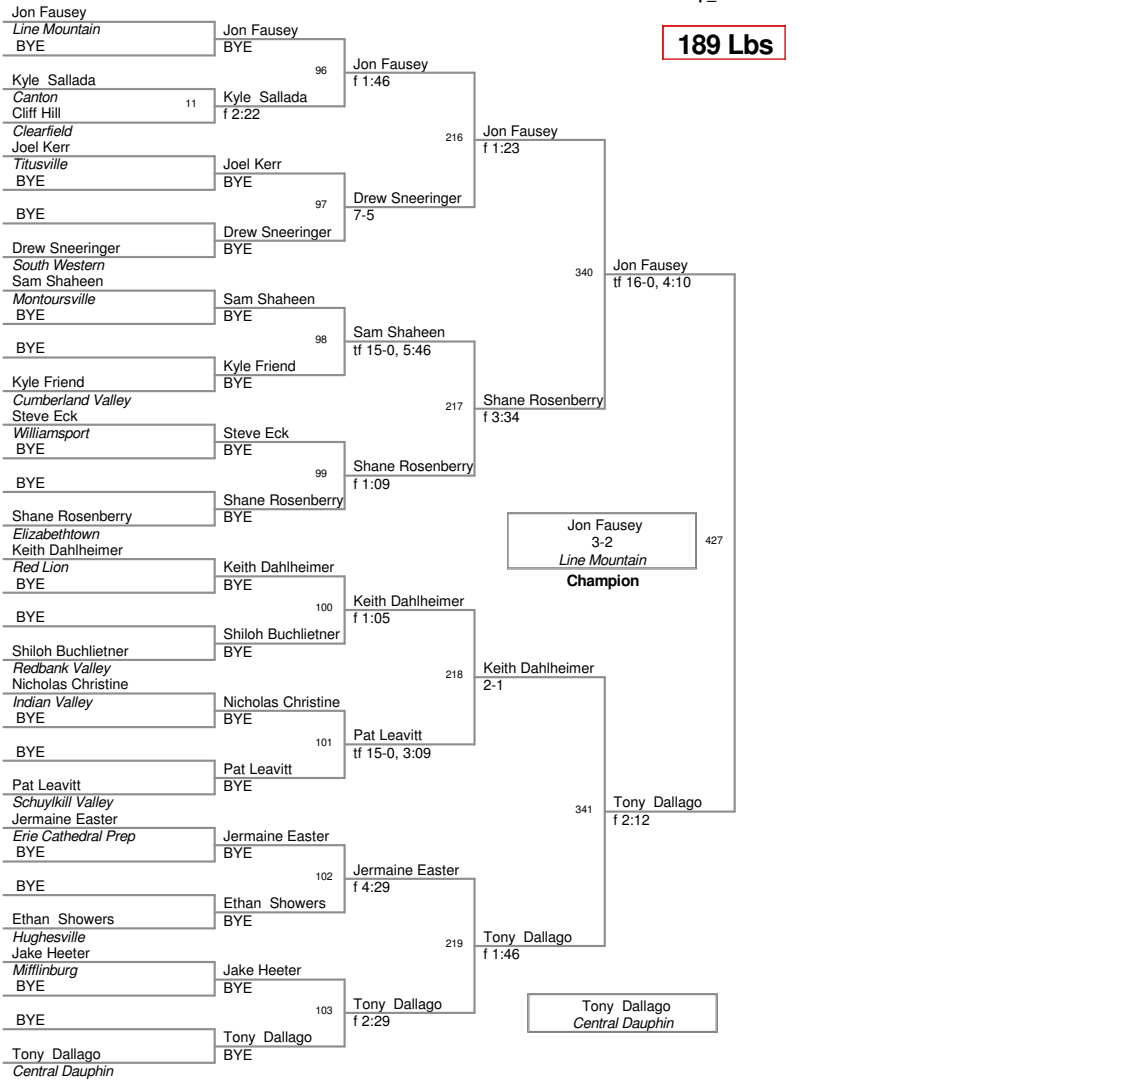 189 Lbs
Jon Fausey
Line Mountain
BYE
Kyle Sallada
Canton
Cliff Hill
Clearfield
Joel Kerr
Titusville
BYE
BYE
Drew Sneeringer
South Western
Sam Shaheen
Montoursville
BYE
BYE
Kyle Friend
Cumberland Valley
Steve Eck
Williamsport
BYE
BYE
Shane Rosenberry
Elizabethtown
Keith Dahlheimer
Red Lion
BYE
BYE
Shiloh Buchlietner
Redbank Valley
Nicholas Christine
Indian Valley
BYE
BYE
Pat Leavitt
Schuylkill Valley
Jermaine Easter
Erie Cathedral Prep
BYE
BYE
Ethan Showers
Hughesville
Jake Heeter
Mifflinburg
BYE
BYE
Tony Dallago
Central Dauphin
11
Jon Fausey
BYE
Kyle Sallada
f 2:22
Joel Kerr
BYE
Drew Sneeringer
BYE
Sam Shaheen
BYE
Kyle Friend
BYE
Steve Eck
BYE
Shane Rosenberry
BYE
Keith Dahlheimer
BYE
Shiloh Buchlietner
BYE
Nicholas Christine
BYE
Pat Leavitt
BYE
Jermaine Easter
BYE
Ethan Showers
BYE
Jake Heeter
BYE
Tony Dallago
BYE
96
97
98
99
100
101
102
103
Jon Fausey
f 1:46
Drew Sneeringer
7-5
Sam Shaheen
tf 15-0, 5:46
Shane Rosenberry
f 1:09
Keith Dahlheimer
f 1:05
Pat Leavitt
tf 15-0, 3:09
Jermaine Easter
f 4:29
Tony Dallago
f 2:29
216
217
218
219
Jon Fausey
f 1:23
Shane Rosenberry
f 3:34
Keith Dahlheimer
2-1
Tony Dallago
f 1:46
340
341
Jon Fausey
tf 16-0, 4:10
Tony Dallago
f 2:12
427
Jon Fausey
3-2
Line Mountain
Champion
Tony Dallago
Central Dauphin